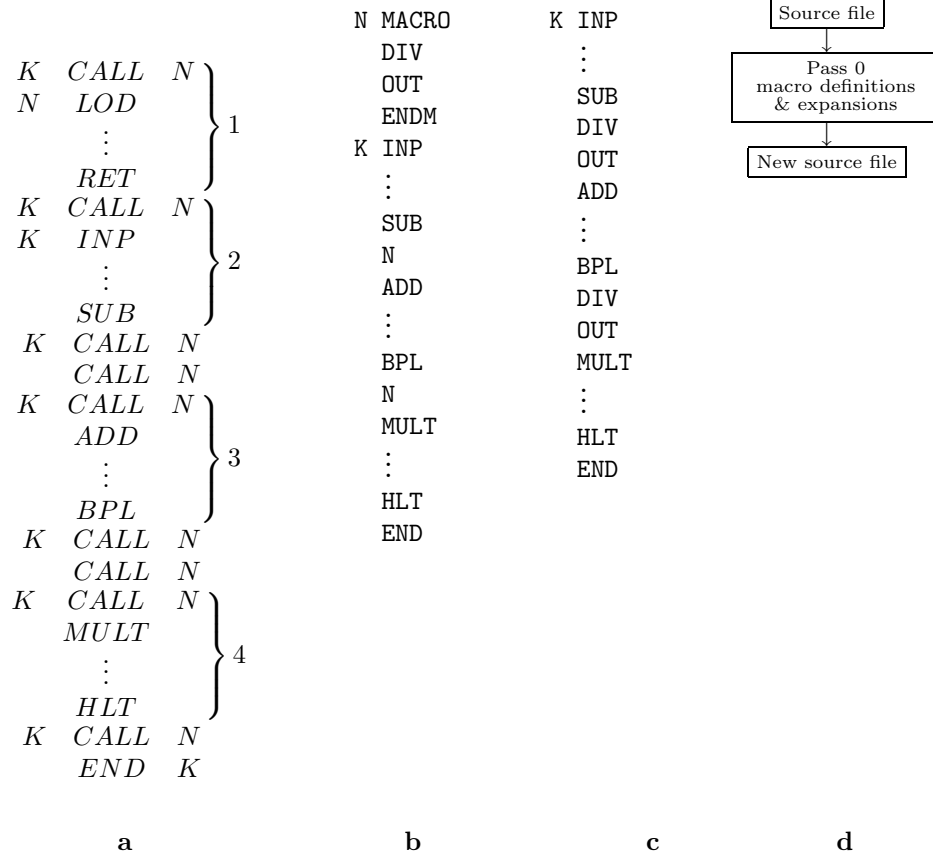 K CALL N
N LOD
⋮
RET
1
K CALL N
K INP
⋮
SUB
2
K CALL N
CALL N
K CALL N
ADD
⋮
BPL
3
K CALL N
CALL N
K CALL N
MULT
⋮
HLT
4
K CALL N
END K
a
N MACRO
DIV
OUT
ENDM
K INP
⋮
SUB
N
ADD
⋮
BPL
N
MULT
⋮
HLT
END
b
K INP
⋮
SUB
DIV
OUT
ADD
⋮
BPL
DIV
OUT
MULT
⋮
HLT
END
c
Source file
Pass 0
macro definitions
& expansions
New source file
d